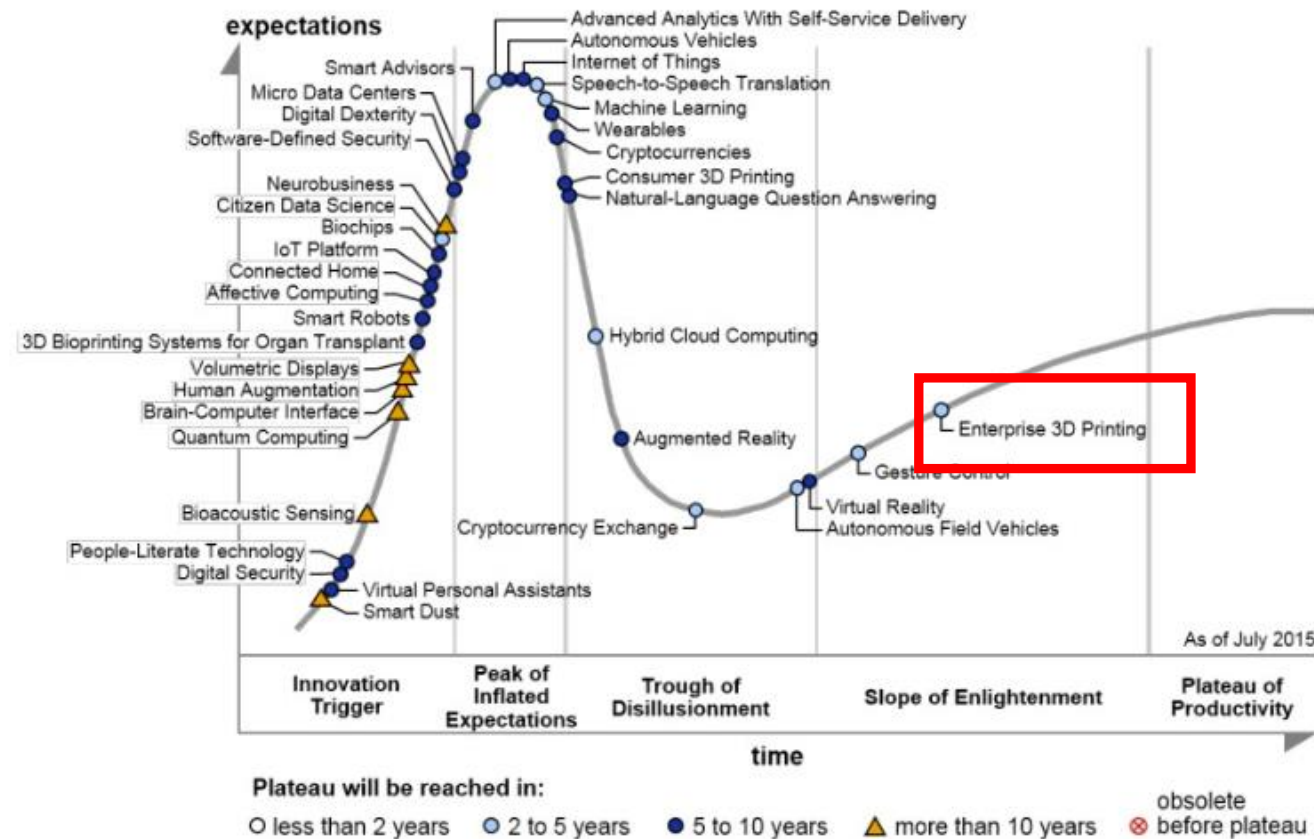 expectations
Advanced Analytics With Self-Service Delivery
Autonomous Vehicles
Internet of Things
Speech-to-Speech Translation
Machine Learning
Wearables
Cryptocurrencies
Consumer 3D Printing
Natural-Language Question Answering
Smart Advisors
Micro Data Centers
Digital Dexterity
Software-Defined Security
Neurobusiness
Citizen Data Science
Biochips
IoT Platform
Connected Home
Affective Computing
Smart Robots
3D Bioprinting Systems for Organ Transplant
Volumetric Displays
Human Augmentation
Brain-Computer Interface
Quantum Computing
Bioacoustic Sensing
People-Literate Technology
Digital Security
Virtual Personal Assistants
Smart Dust
Hybrid Cloud Computing
Augmented Reality
Cryptocurrency Exchange
Enterprise 3D Printing
Gesture Control
Virtual Reality
Autonomous Field Vehicles
As of July 2015
Innovation
Trigger
Peak of
Inflated
Expectations
Trough of
Disillusionment
Slope of Enlightenment
Plateau of
Productivity
time
Plateau will be reached in:
less than 2 years
2 to 5 years
5 to 10 years
more than 10 years
obsolete
before plateau